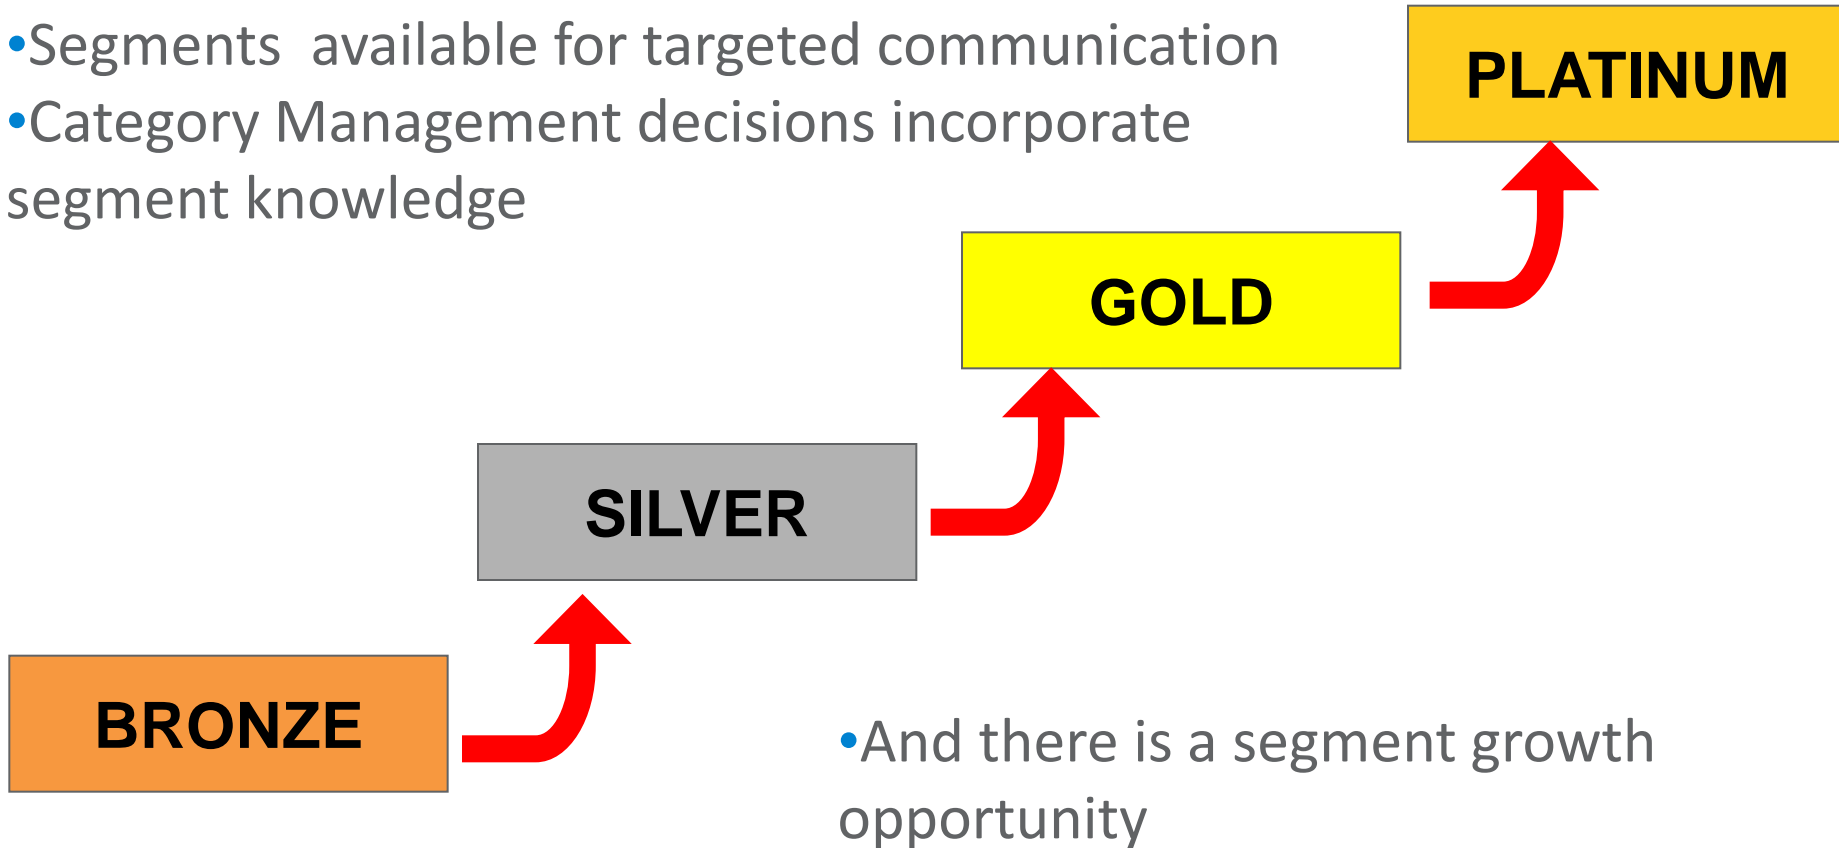 •Segments  available for targeted communication
•Category Management decisions incorporate
segment knowledge
PLATINUM
GOLD
SILVER
BRONZE
•And there is a segment growth
opportunity